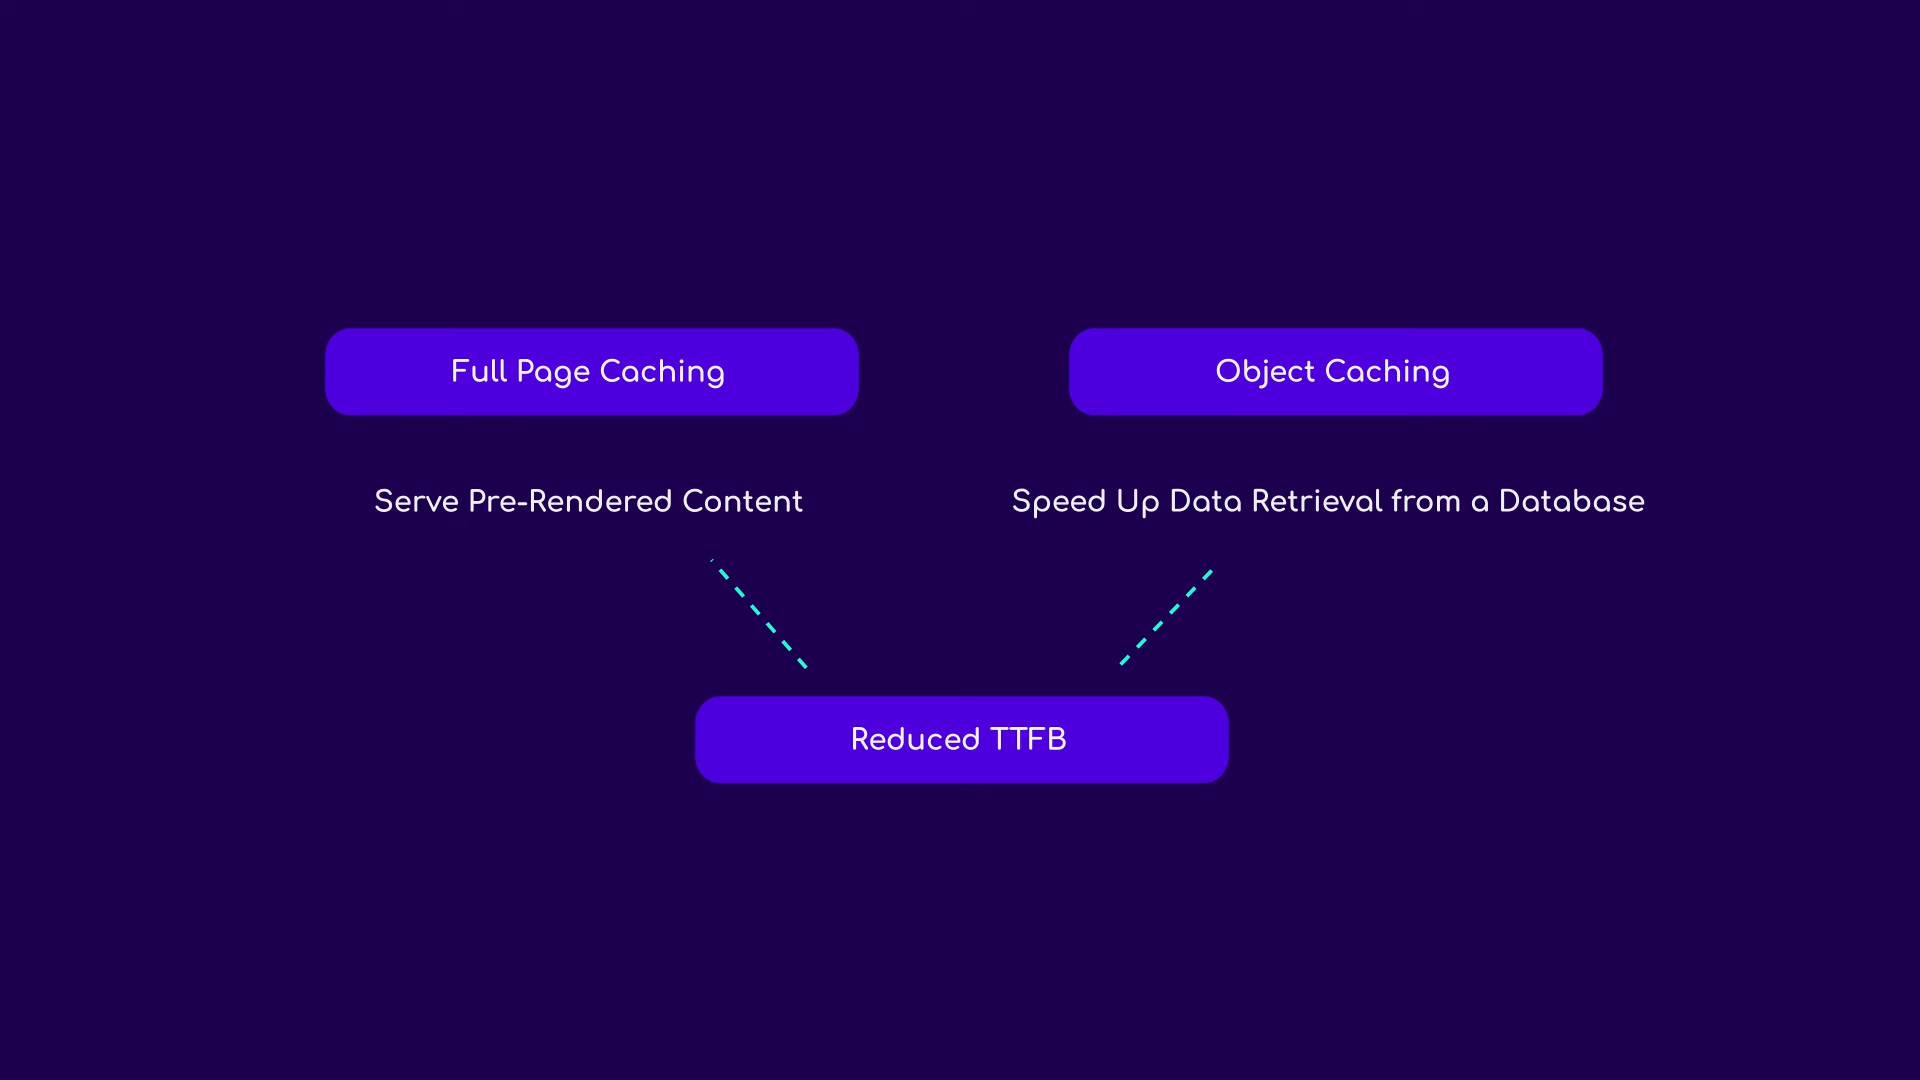 Full Page Caching
Object Caching
Serve Pre-Rendered Content
Speed Up Data Retrieval from a Database
Reduced TTFB